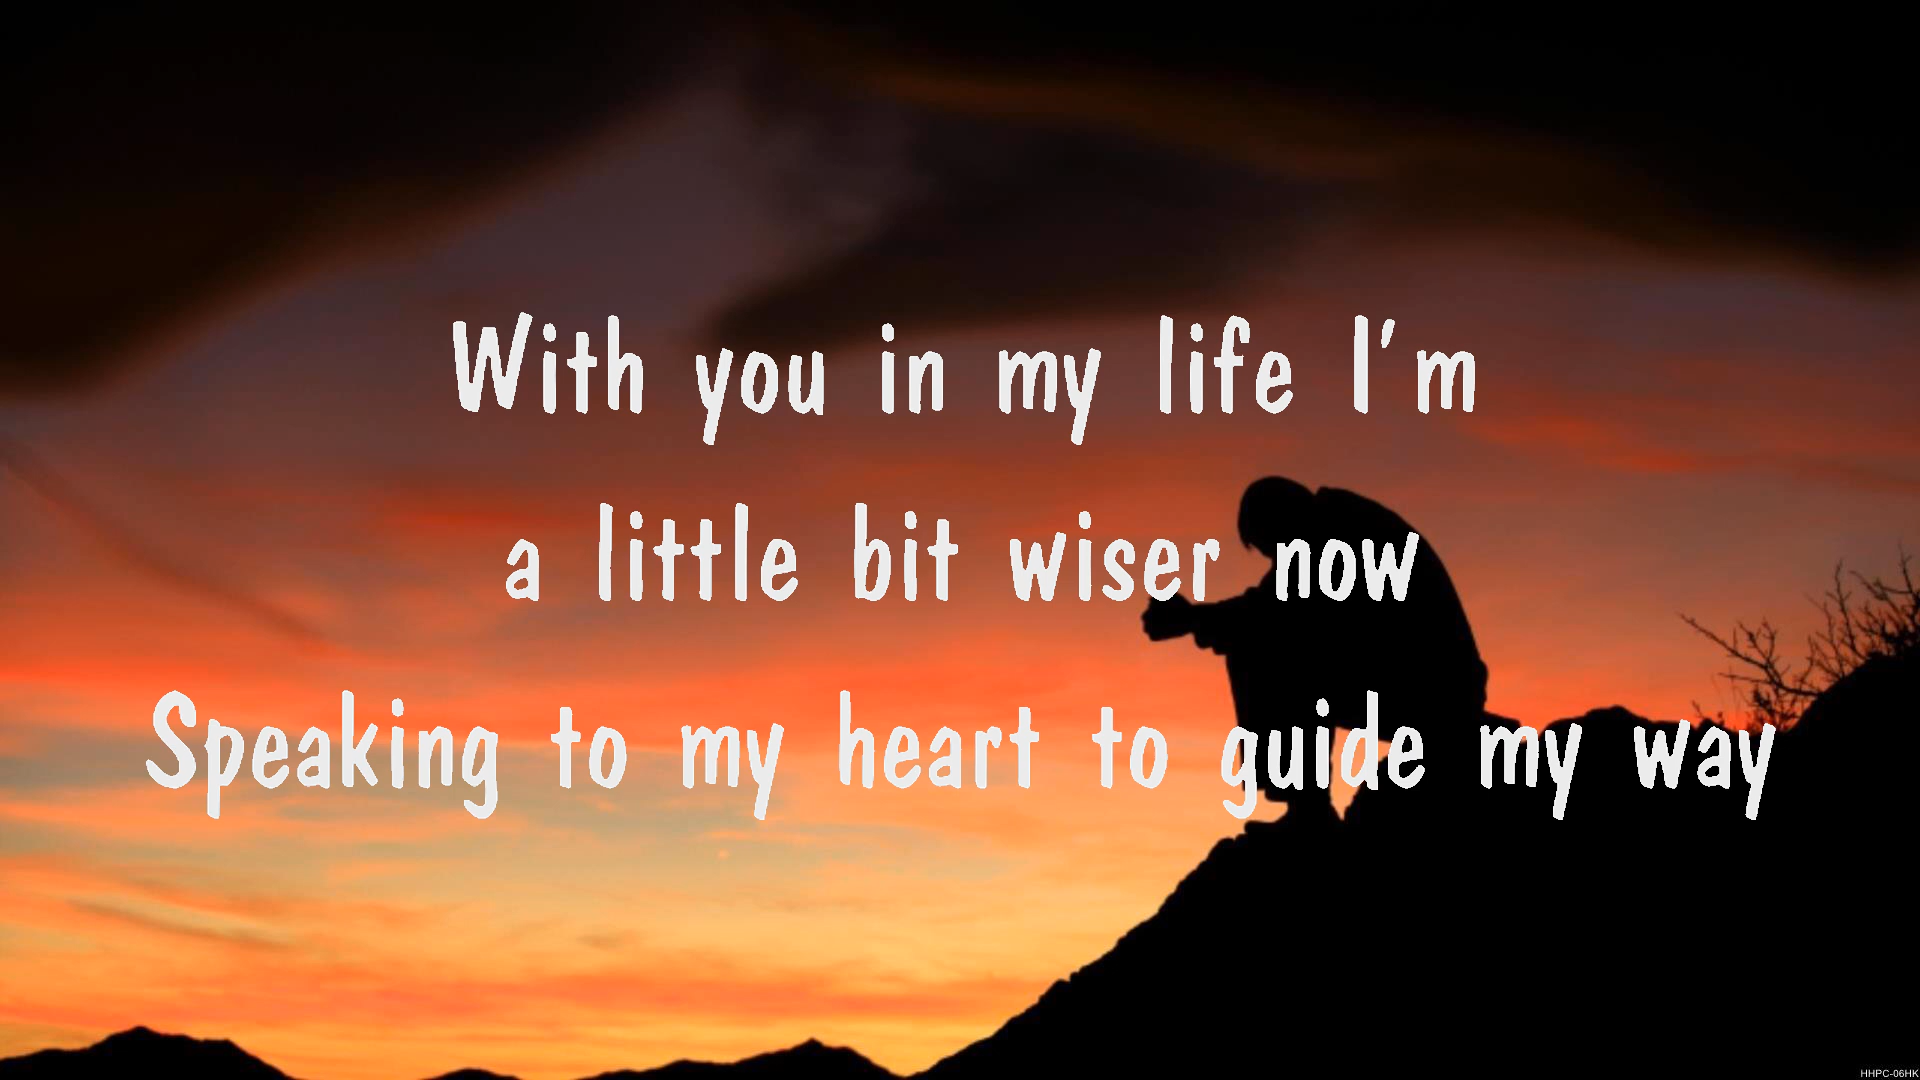 With you in my life I'm
a little bit wiser now
Speaking to my heart to guide my way
HHPC-06HK